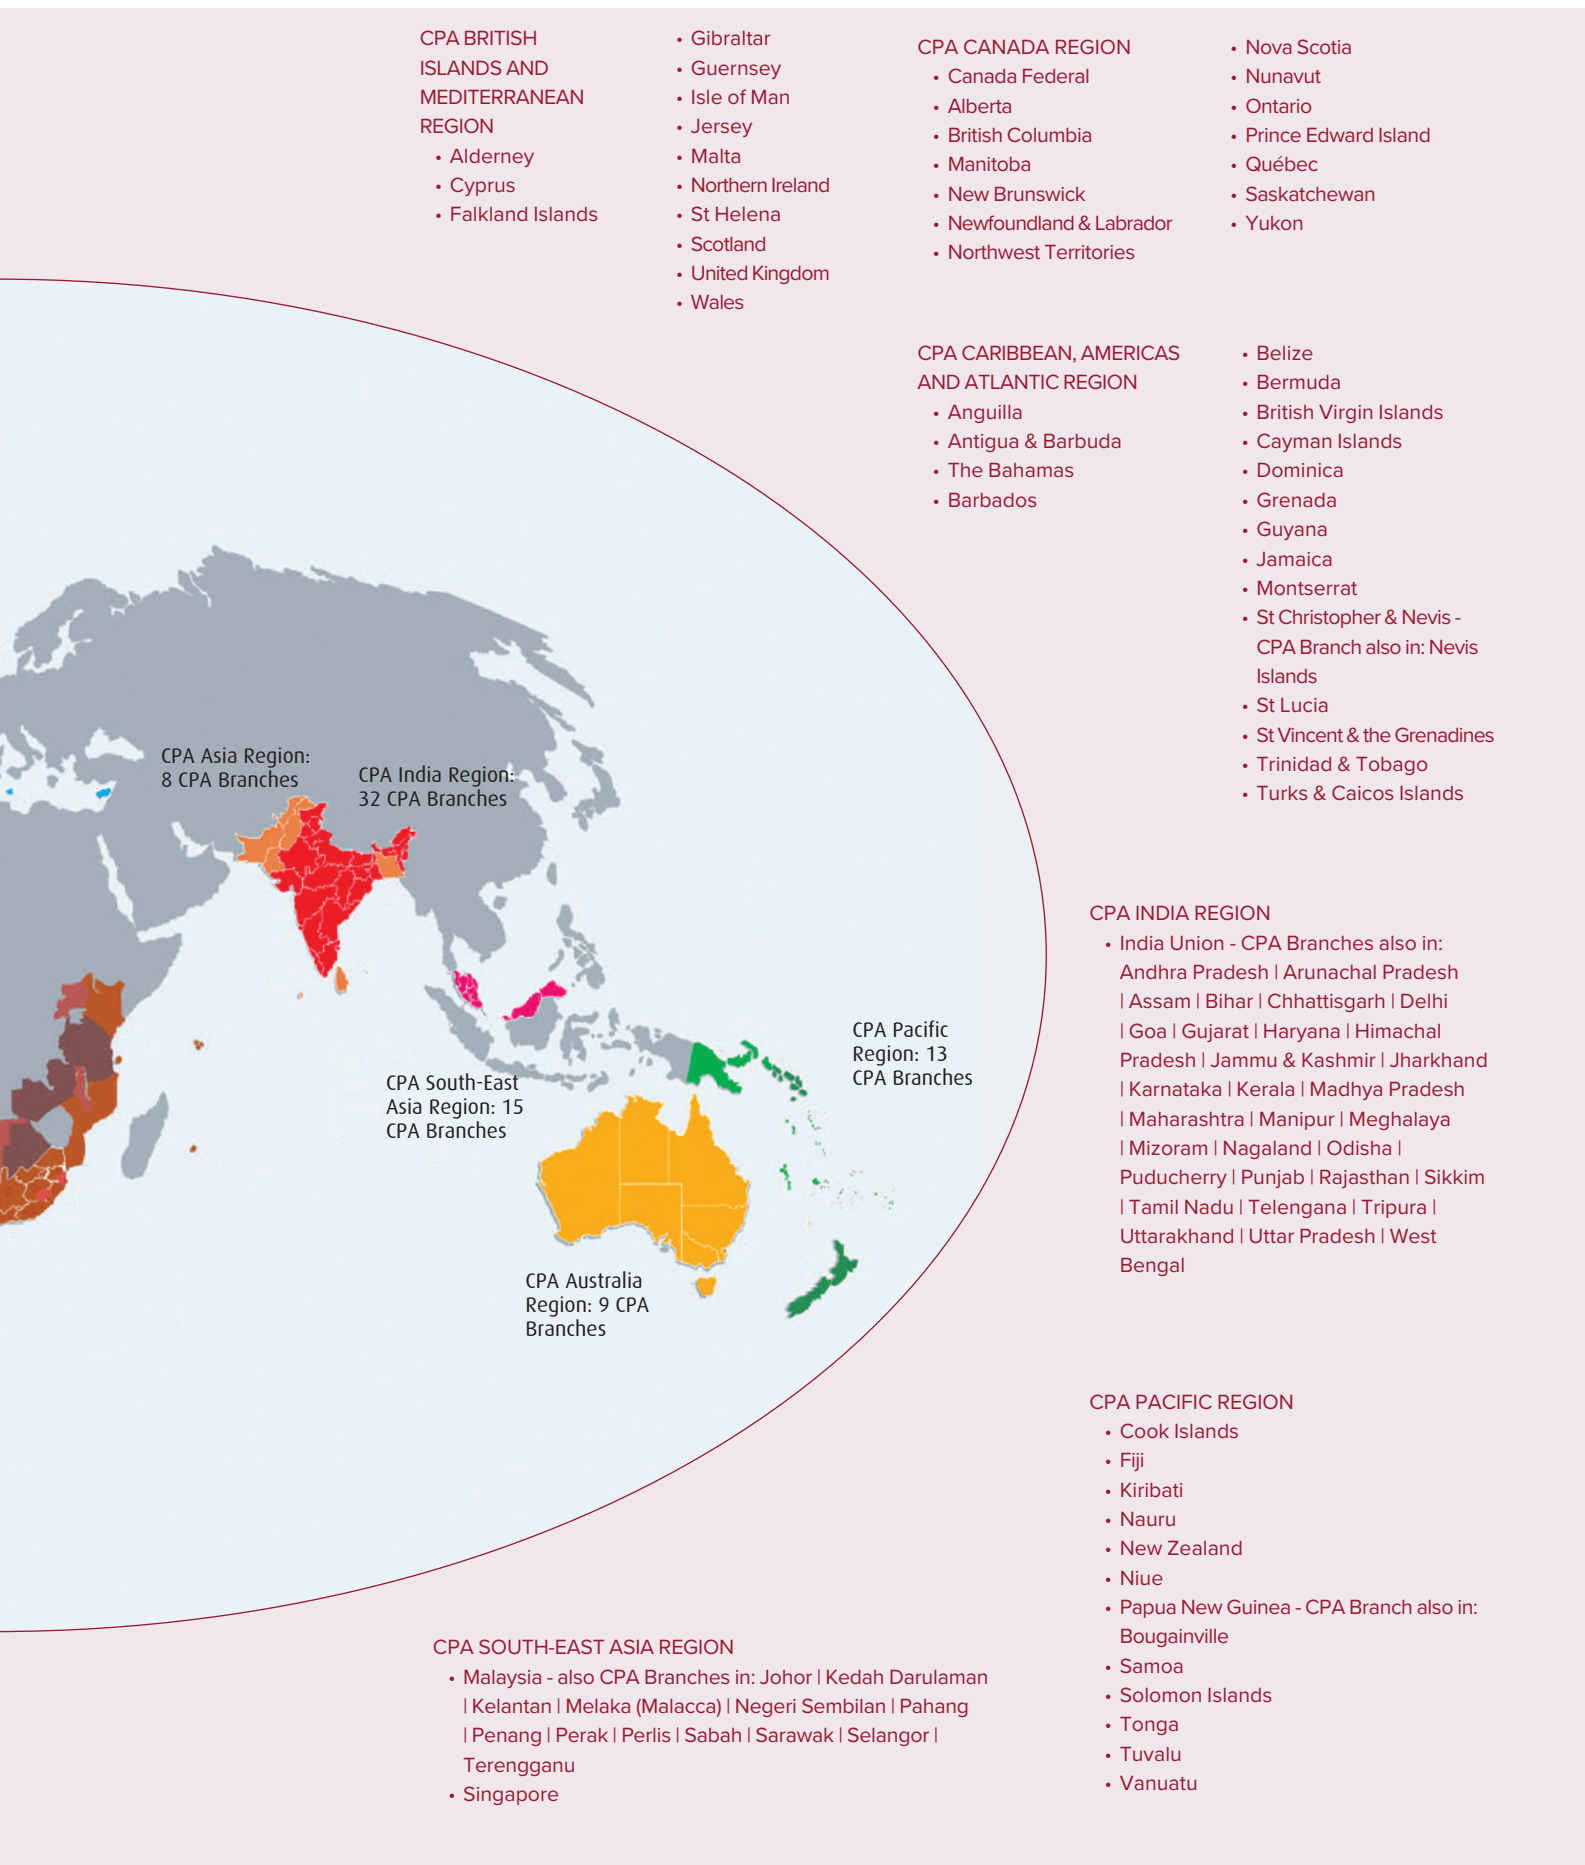 CPA BRITISH
ISLANDS AND
MEDITERRANEAN
REGION
• Alderney
• Cyprus
• Falkland Islands
• Gibraltar
• Guernsey
• Isle of Man
• Jersey
• Malta
• Northern Ireland
• St Helena
• Scotland
• United Kingdom
• Wales
CPA CANADA REGION
• Canada Federal
• Alberta
• British Columbia
• Manitoba
• New Brunswick
• Newfoundland & Labrador
• Northwest Territories
• Nova Scotia
• Nunavut
• Ontario
• Prince Edward Island
• Québec
• Saskatchewan
• Yukon
CPA CARIBBEAN, AMERICAS
AND ATLANTIC REGION
• Anguilla
• Antigua & Barbuda
• The Bahamas
• Barbados
• Belize
• Bermuda
• British Virgin Islands
• Cayman Islands
• Dominica
• Grenada
• Guyana
• Jamaica
• Montserrat
• St Christopher & Nevis -
CPA Branch also in: Nevis
Islands
• St Lucia
• St Vincent & the Grenadines
• Trinidad & Tobago
• Turks & Caicos Islands
CPA Asia Region:
8 CPA Branches
CPA India Region:
32 CPA Branches
CPA South-East
Asia Region: 15
CPA Branches
CPA Pacific
Region: 13
CPA Branches
CPA Australia
Region: 9 CPA
Branches
CPA INDIA REGION
• India Union - CPA Branches also in:
Andhra Pradesh | Arunachal Pradesh
| Assam | Bihar | Chhattisgarh | Delhi
| Goa | Gujarat | Haryana | Himachal
Pradesh | Jammu & Kashmir | Jharkhand
| Karnataka | Kerala | Madhya Pradesh
| Maharashtra | Manipur | Meghalaya
| Mizoram | Nagaland | Odisha |
Puducherry | Punjab | Rajasthan | Sikkim
| Tamil Nadu | Telengana | Tripura |
Uttarakhand | Uttar Pradesh | West
Bengal
CPA PACIFIC REGION
• Cook Islands
• Fiji
• Kiribati
• Nauru
• New Zealand
• Niue
• Papua New Guinea - CPA Branch also in:
Bougainville
• Samoa
• Solomon Islands
• Tonga
• Tuvalu
• Vanuatu
CPA SOUTH-EAST ASIA REGION
• Malaysia - also CPA Branches in: Johor | Kedah Darulaman
| Kelantan | Melaka (Malacca) | Negeri Sembilan | Pahang
| Penang | Perak | Perlis | Sabah | Sarawak | Selangor |
Terengganu
• Singapore